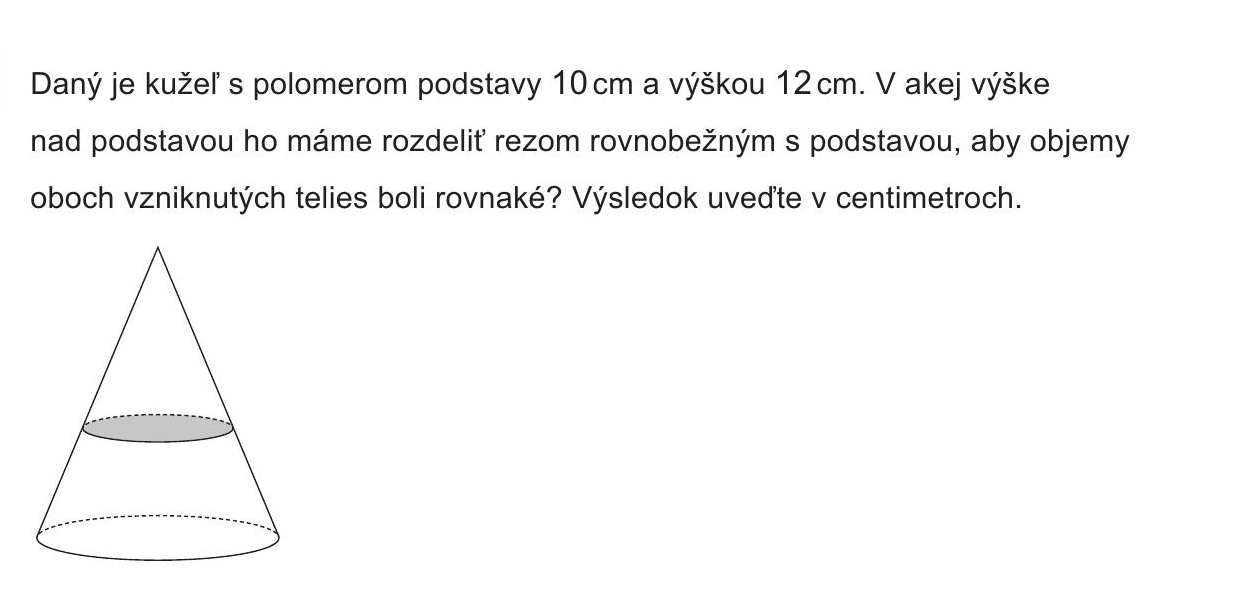 Daný je kužeľ s polomerom podstavy 10 cm a výškou 12 cm. V akej výške
nad podstavou ho máme rozdeliť rezom rovnobežným s podstavou, aby objemy
oboch vzniknutých telies boli rovnaké? Výsledok uveďte v centimetroch.